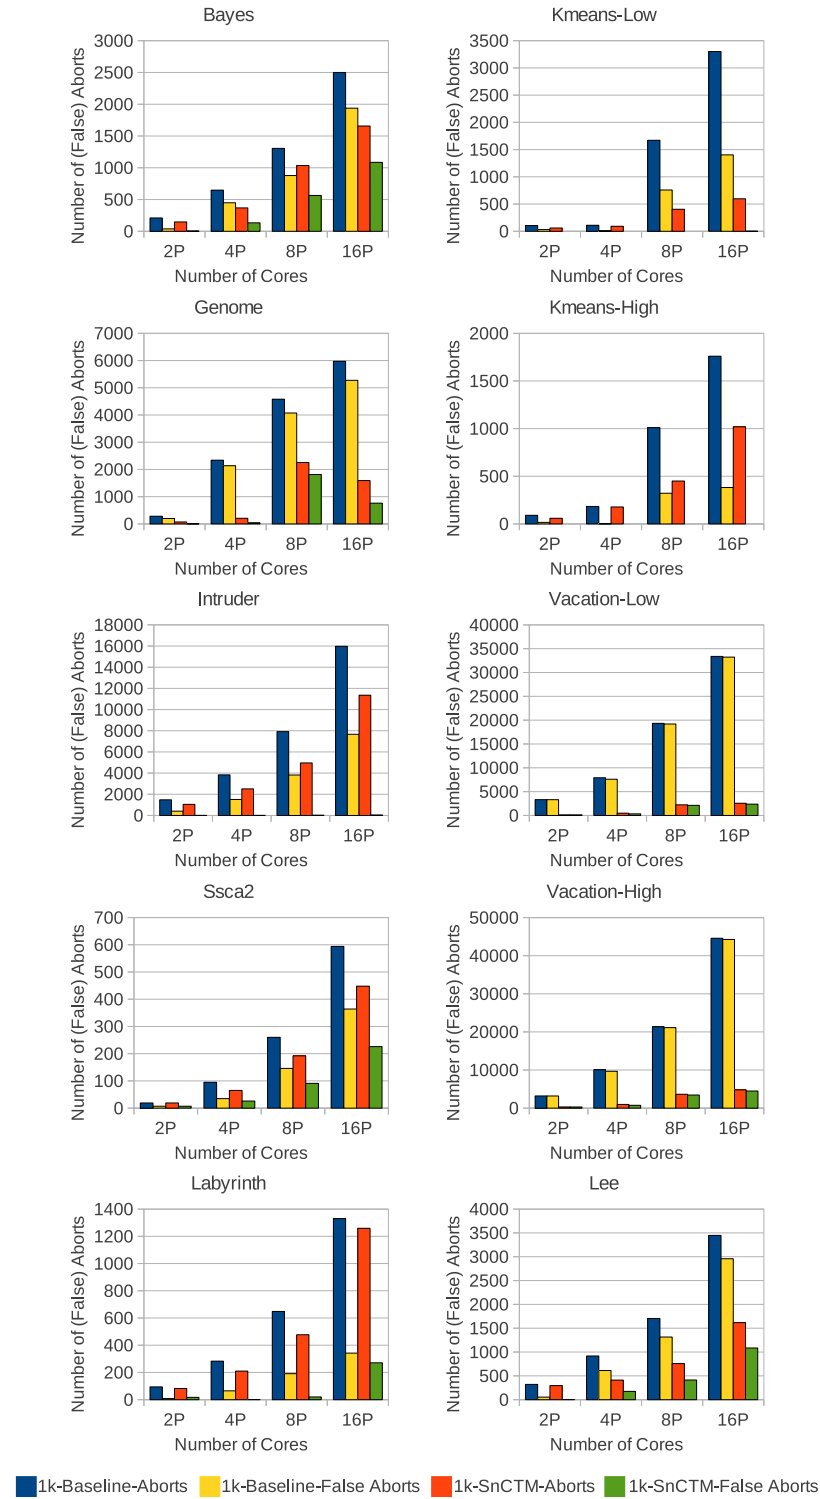 Bayes
Number of (False) Aborts
3000
2500
2000
1500
1000
500
0
2P 4P 8P 16P
Number of Cores
Kmeans-Low
Number of (False) Aborts
3500
3000
2500
2000
1500
1000
500
0
2P 4P 8P 16P
Number of Cores
Genome
Number of (False) Aborts
7000
6000
5000
4000
3000
2000
1000
0
2P 4P 8P 16P
Number of Cores
Kmeans-High
Number of (False) Aborts
2000
1500
1000
500
0
2P 4P 8P 16P
Number of Cores
Intruder
Number of (False) Aborts
18000
16000
14000
12000
10000
8000
6000
4000
2000
0
2P 4P 8P 16P
Number of Cores
Vacation-Low
Number of (False) Aborts
40000
35000
30000
25000
20000
15000
10000
5000
0
2P 4P 8P 16P
Number of Cores
Ssca2
Number of (False) Aborts
700
600
500
400
300
200
100
0
2P 4P 8P 16P
Number of Cores
Vacation-High
Number of (False) Aborts
50000
40000
30000
20000
10000
0
2P 4P 8P 16P
Number of Cores
Labyrinth
Number of (False) Aborts
1400
1200
1000
800
600
400
200
0
2P 4P 8P 16P
Number of Cores
Lee
Number of (False) Aborts
4000
3500
3000
2500
2000
1500
1000
500
0
2P 4P 8P 16P
Number of Cores
1k-Baseline-Aborts 1k-Baseline-False Aborts 1k-SnCTM-Aborts 1k-SnCTM-False Aborts